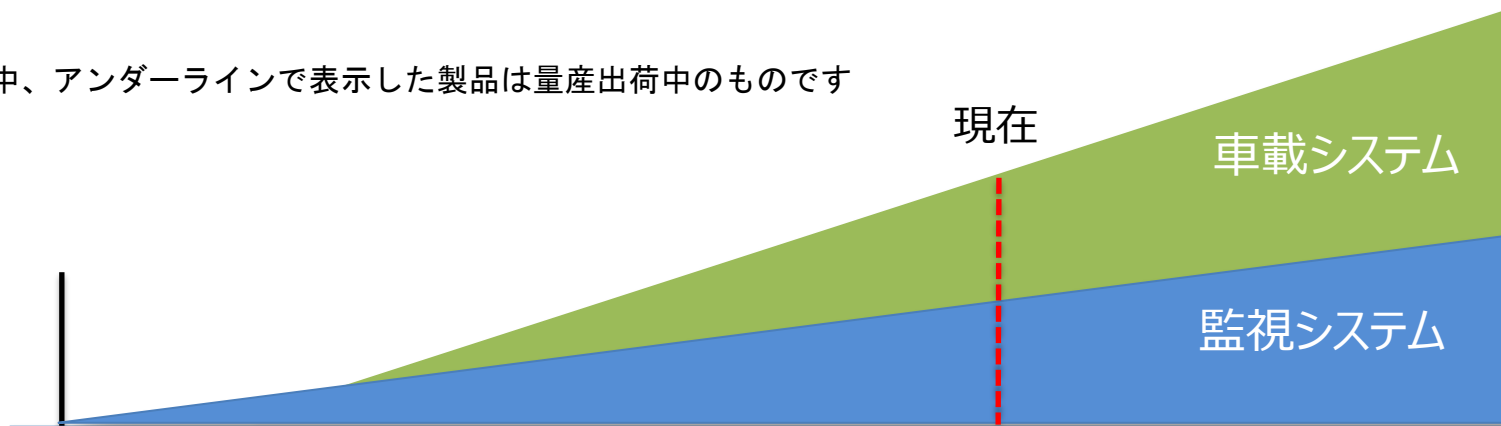 中、アンダーラインで表示した製品は量産出荷中のものです
現在
車載システム
監視システム